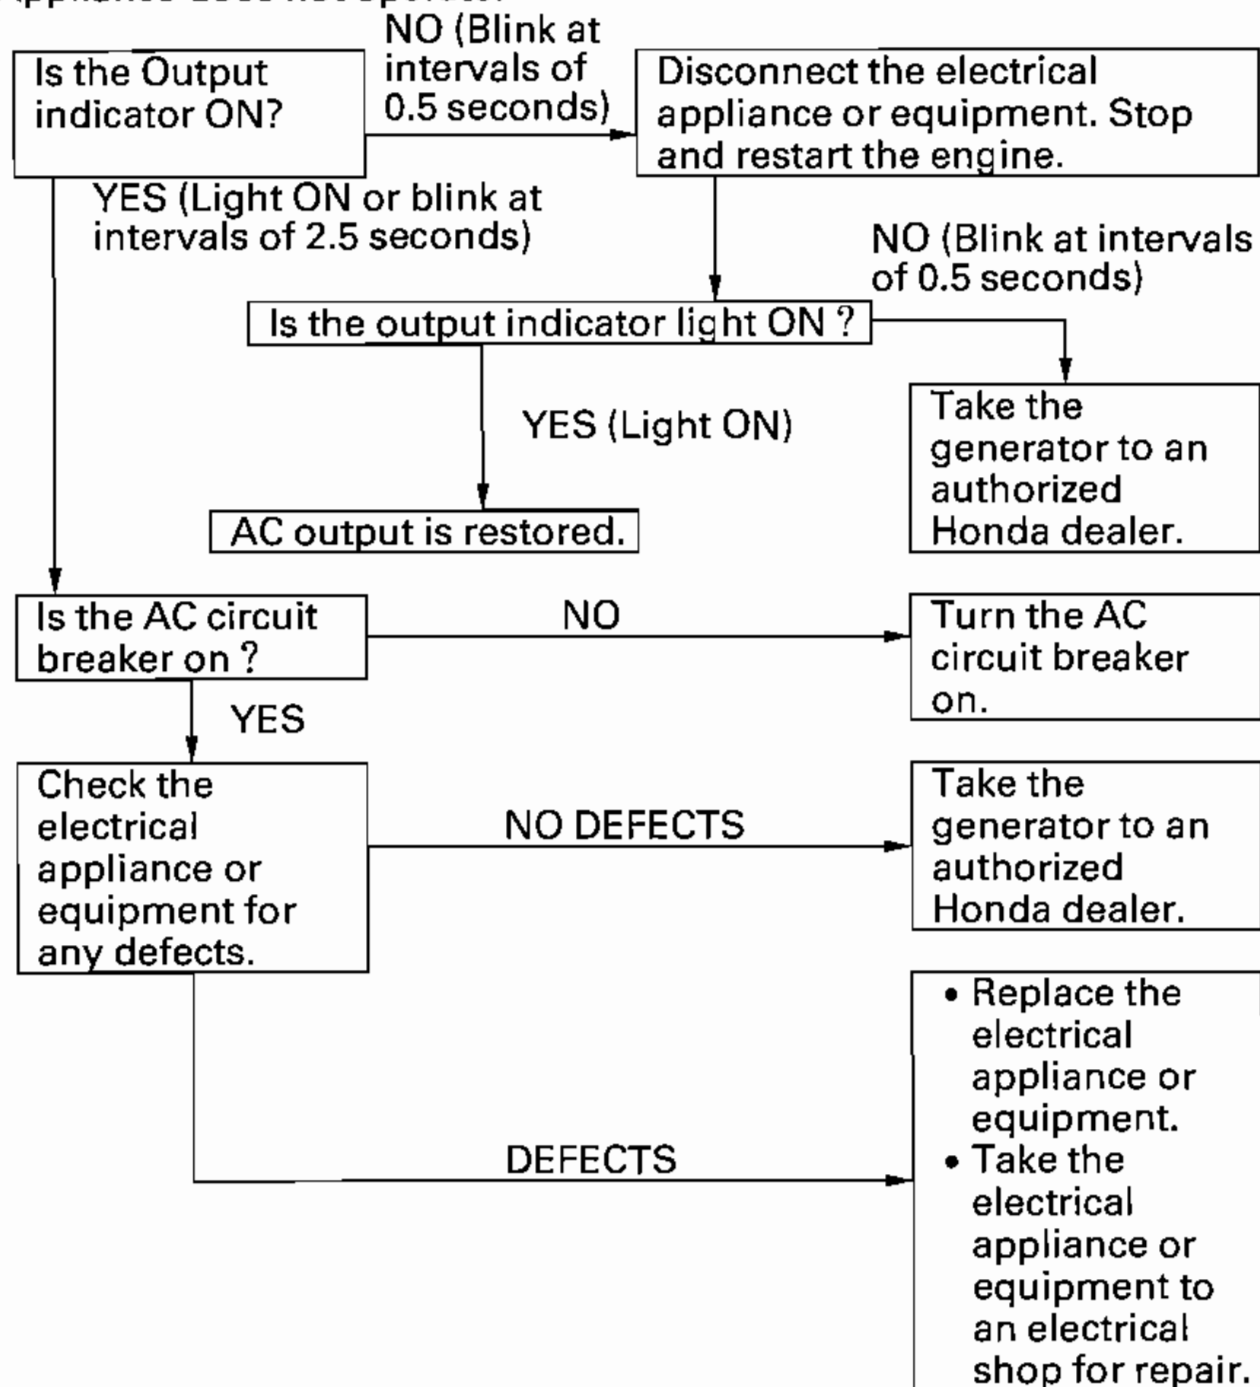 NO (Blink at
intervals of
0.5 seconds)
Is the Output
indicator ON?
Disconnect the electrical
appliance or equipment. Stop
and restart the engine.
YES (Light ON or blink at
intervals of 2.5 seconds)
NO (Blink at intervals
of 0.5 seconds)
Is the output indicator light ON ?
YES (Light ON)
Take the
generator to an
authorized
Honda dealer.
AC output is restored.
Is the AC circuit
breaker on ?
NO
Turn the AC
circuit breaker
on.
YES
Check the
electrical
appliance or
equipment for
any defects.
NO DEFECTS
Take the
generator to an
authorized
Honda dealer.
DEFECTS
• Replace the
electrical
appliance or
equipment.
• Take the
electrical
appliance or
equipment to
an electrical
shop for repair.